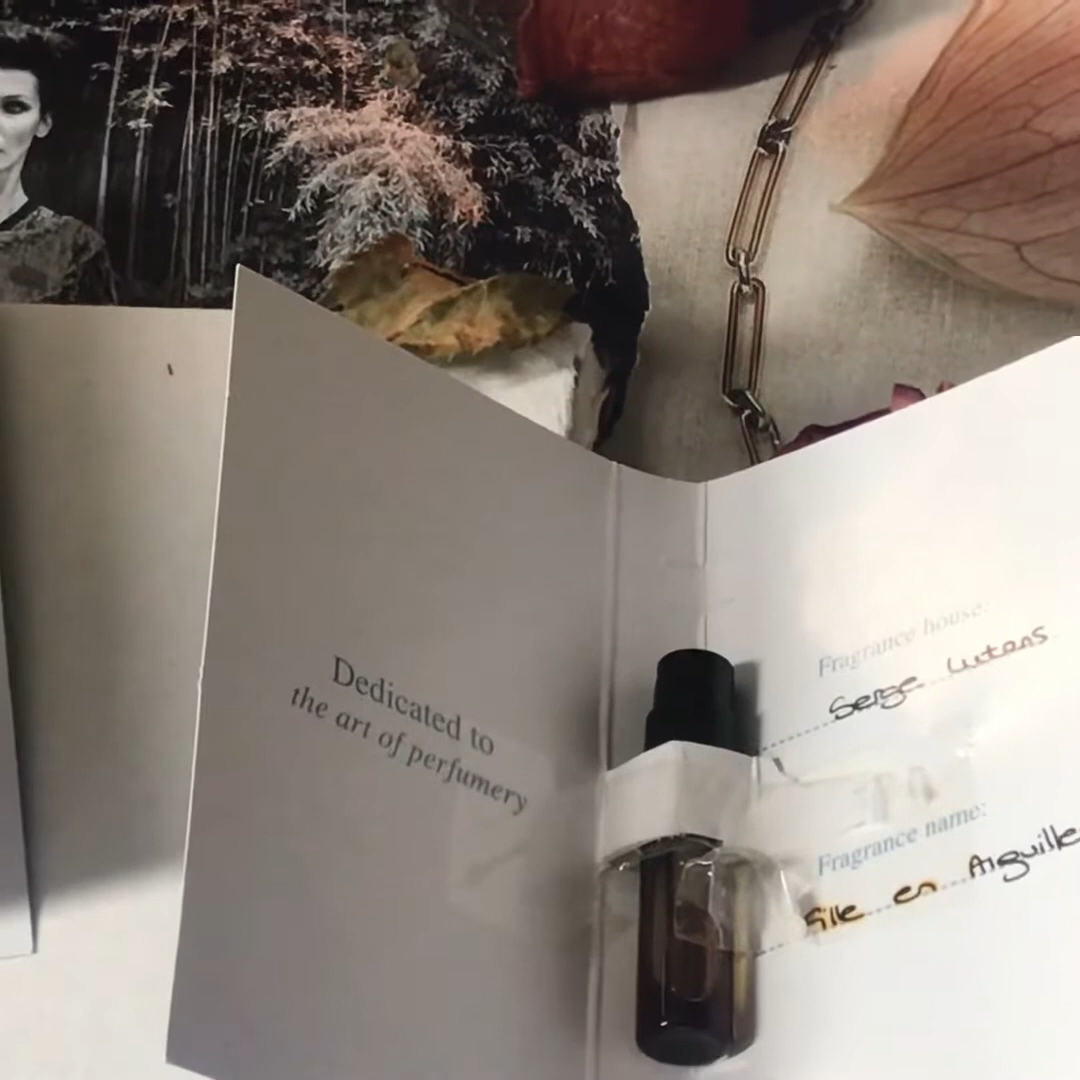 Dedicated to
the art of perfumery
Fragrance house:
Serge Lutens
Fragrance name:
Fille en Aiguille